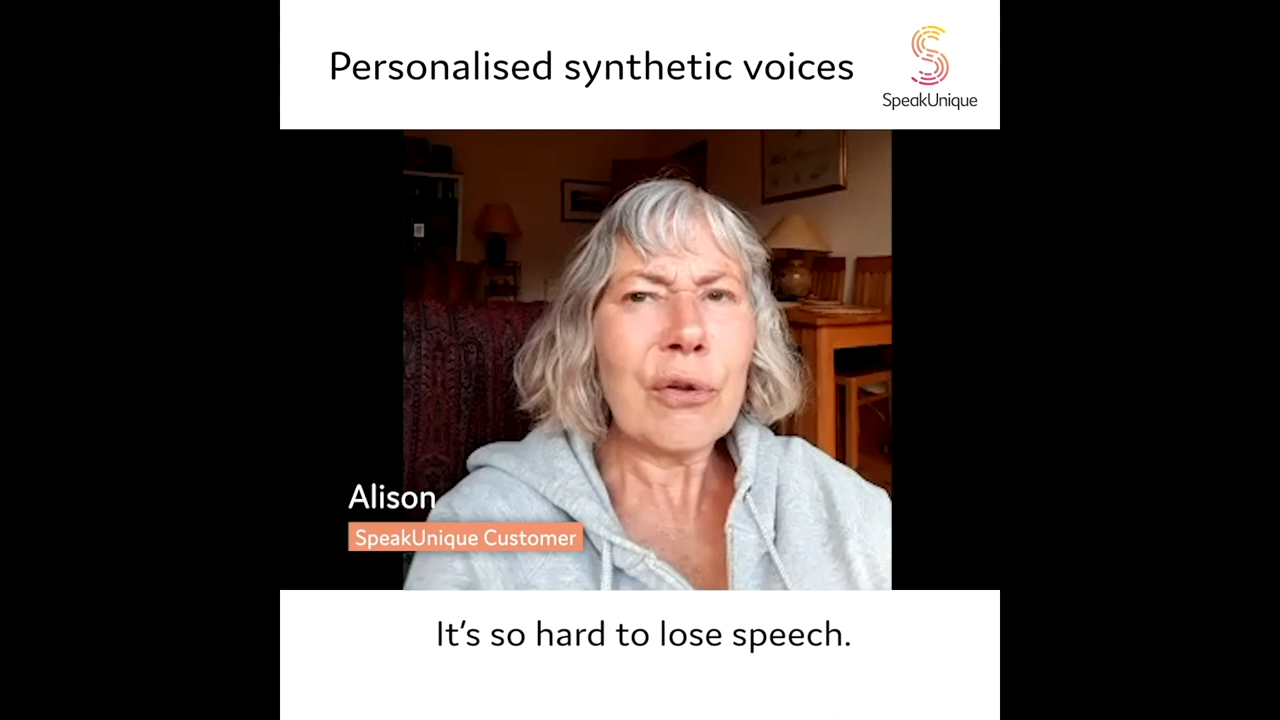 Personalised synthetic voices
SpeakUnique
Alison
SpeakUnique Customer
It's so hard to lose speech.